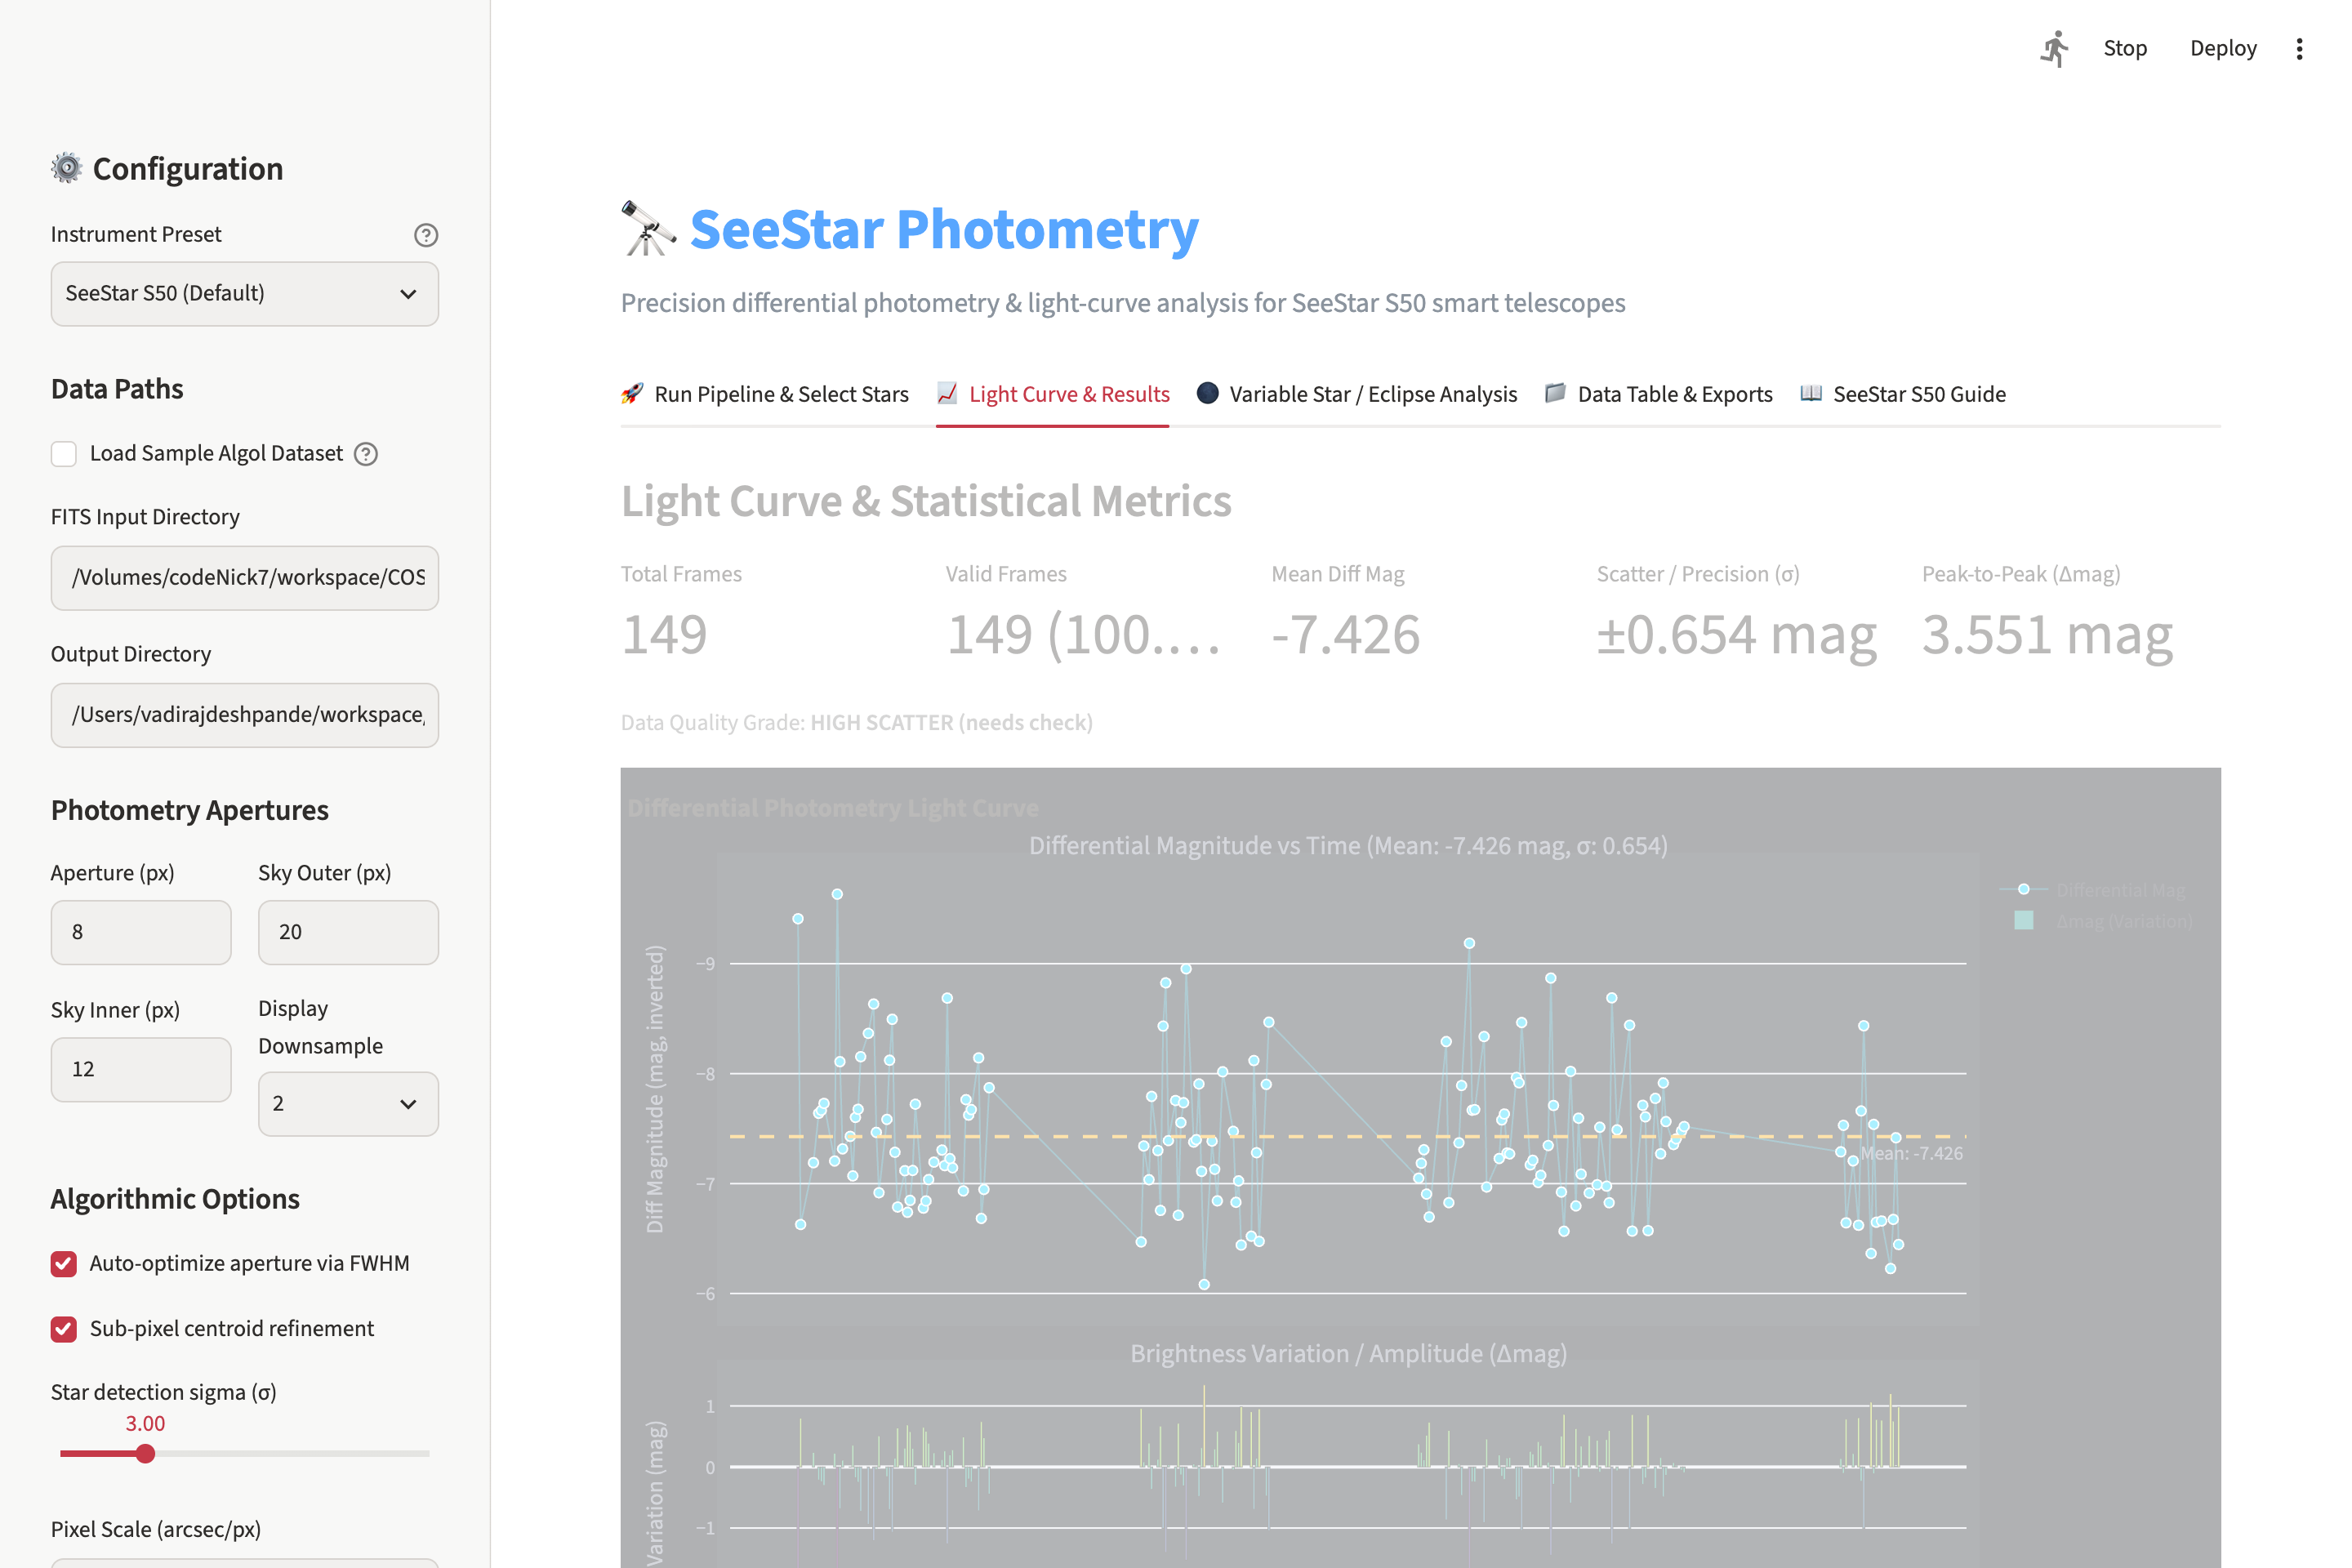 Stop
Deploy
Configuration
Instrument Preset
SeeStar S50 (Default)
Data Paths
Load Sample Algol Dataset
FITS Input Directory
/Volumes/codeNick7/workspace/COS
Output Directory
/Users/vadirajdeshpande/workspace,
Photometry Apertures
Aperture (px)
8
Sky Outer (px)
20
Sky Inner (px)
12
Display
Downsample
2
Algorithmic Options
Auto-optimize aperture via FWHM
Sub-pixel centroid refinement
Star detection sigma (σ)
3.00
Pixel Scale (arcsec/px)
SeeStar Photometry
Precision differential photometry & light-curve analysis for SeeStar S50 smart telescopes
Run Pipeline & Select Stars
Light Curve & Results
Variable Star / Eclipse Analysis
Data Table & Exports
SeeStar S50 Guide
Light Curve & Statistical Metrics
Total Frames
149
Valid Frames
149 (100.…
Mean Diff Mag
-7.426
Scatter / Precision (σ)
±0.654 mag
Peak-to-Peak (Δmag)
3.551 mag
Data Quality Grade: HIGH SCATTER (needs check)
Differential Photometry Light Curve
Differential Magnitude vs Time (Mean: -7.426 mag, σ: 0.654)
Differential Mag
Δmag (Variation)
Diff Magnitude (mag, inverted)
−9
−8
−7
−6
Mean: -7.426
Brightness Variation / Amplitude (Δmag)
Variation (mag)
1
0
−1